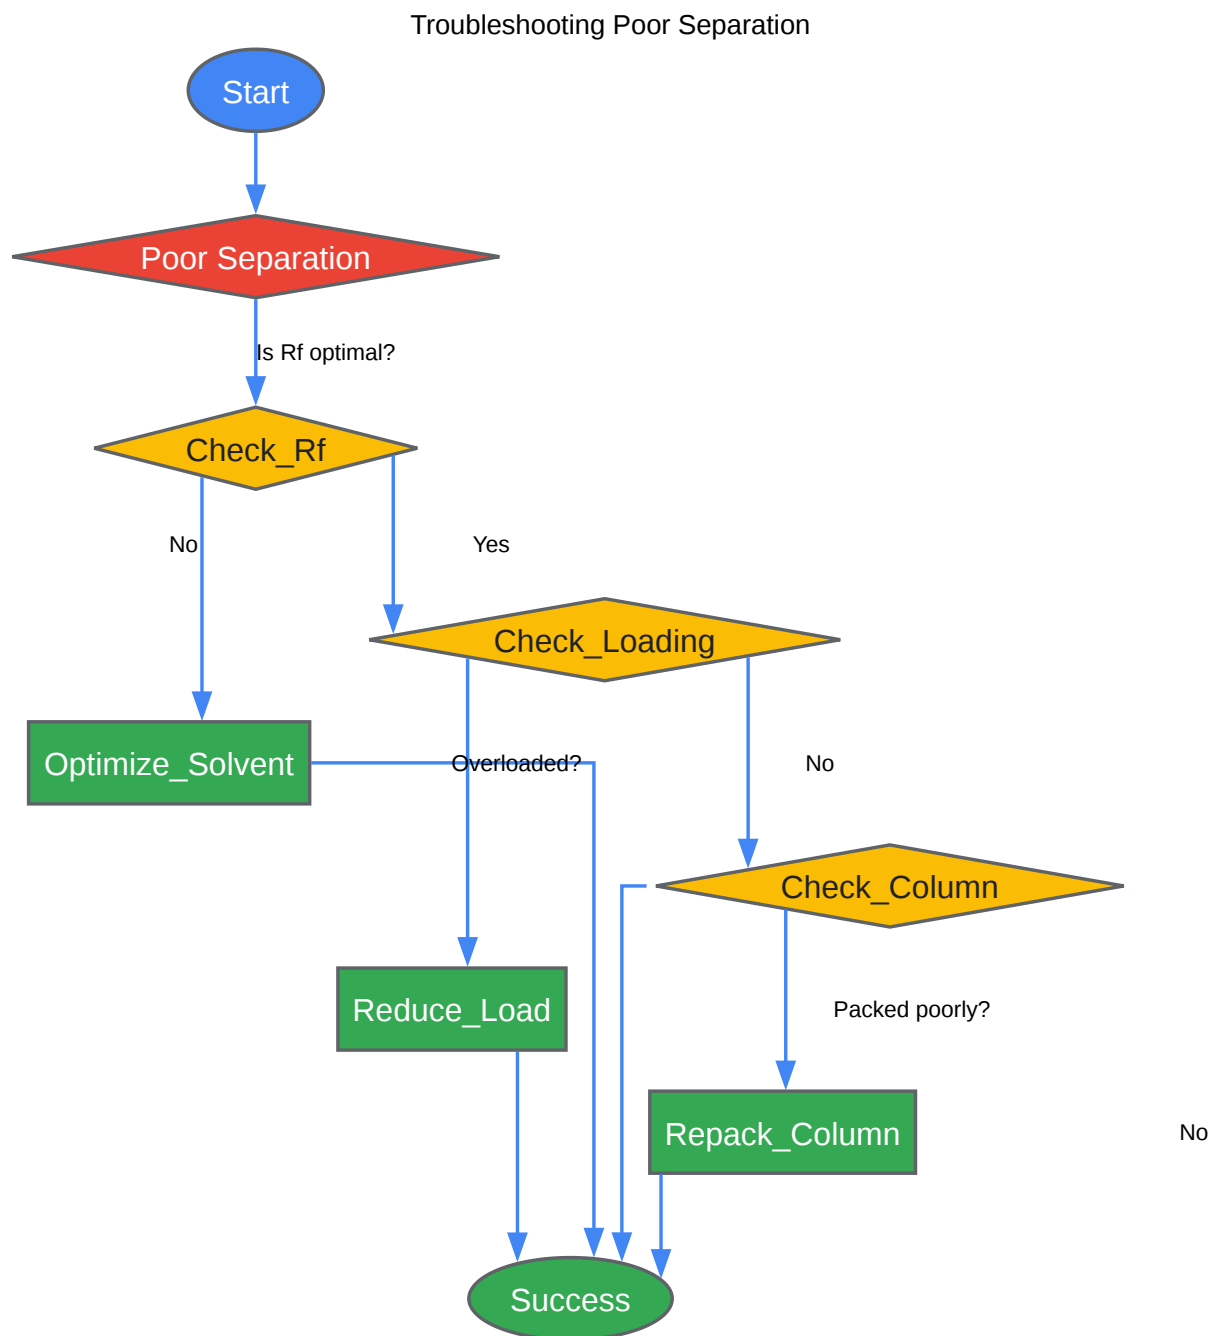 Troubleshooting Poor Separation
Start
Poor Separation
Is Rf optimal?
Check_Rf
No
Yes
Check_Loading
Optimize_Solvent
Overloaded?
No
Check_Column
Reduce_Load
Packed poorly?
Repack_Column
No
Success